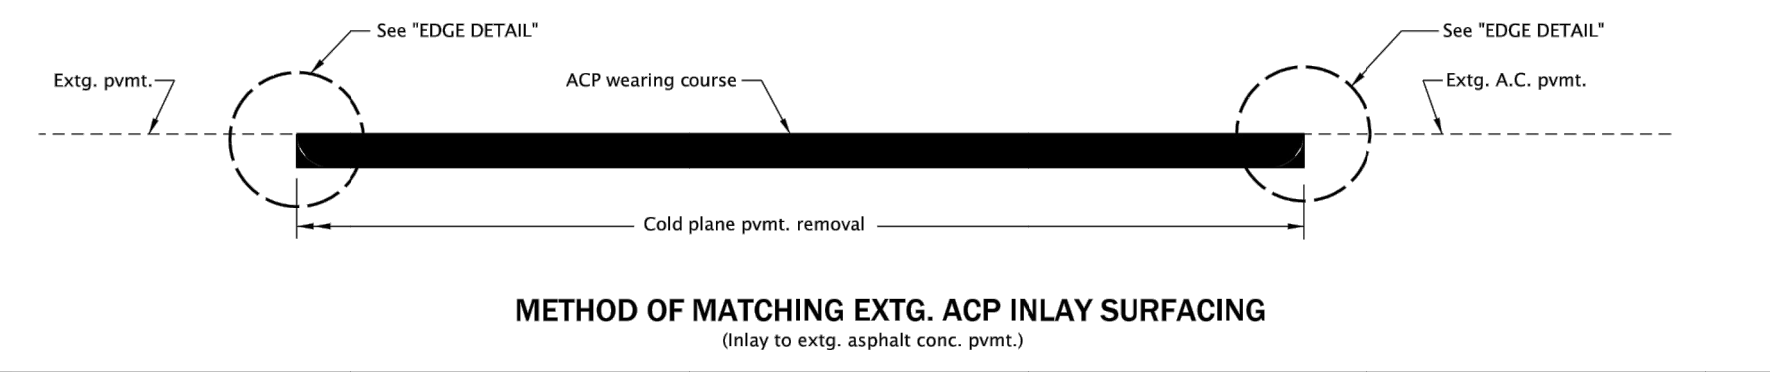 See "EDGE DETAIL"
See "EDGE DETAIL"
Extg. pvmt.
ACP wearing course
Extg. A.C. pvmt.
Cold plane pvmt. removal
METHOD OF MATCHING EXTG. ACP INLAY SURFACING
(Inlay to extg. asphalt conc. pvmt.)